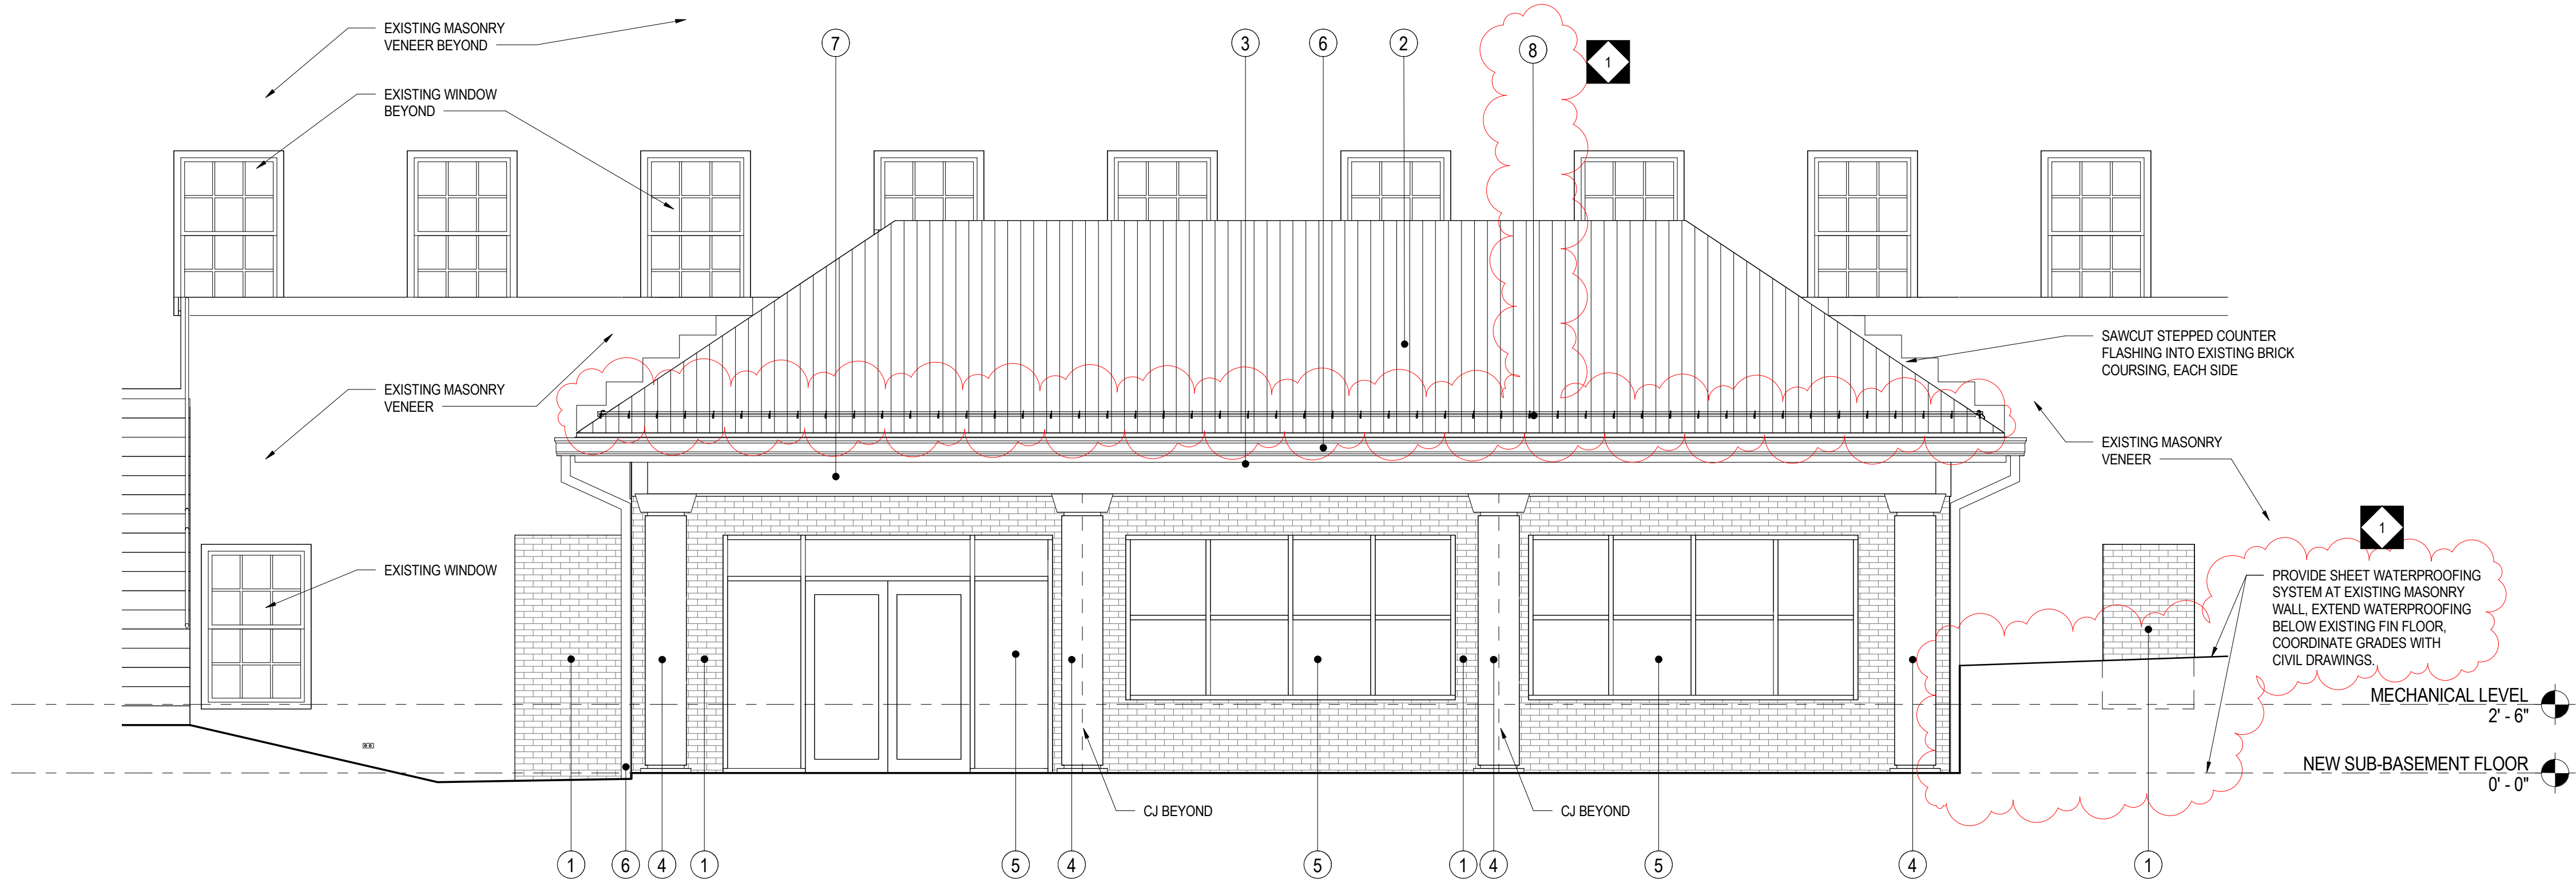 EXISTING MASONRY
VENEER BEYOND
7
3
6
2
8
1
EXISTING WINDOW
BEYOND
SAWCUT STEPPED COUNTER
FLASHING INTO EXISTING BRICK
COURSING, EACH SIDE
EXISTING MASONRY
VENEER
EXISTING MASONRY
VENEER
1
EXISTING WINDOW
PROVIDE SHEET WATERPROOFING
SYSTEM AT EXISTING MASONRY
WALL, EXTEND WATERPROOFING
BELOW EXISTING FIN FLOOR,
COORDINATE GRADES WITH
CIVIL DRAWINGS.
MECHANICAL LEVEL
2' - 6"
NEW SUB-BASEMENT FLOOR
0' - 0"
CJ BEYOND
CJ BEYOND
1
6
4
1
5
4
5
1
4
5
4
1